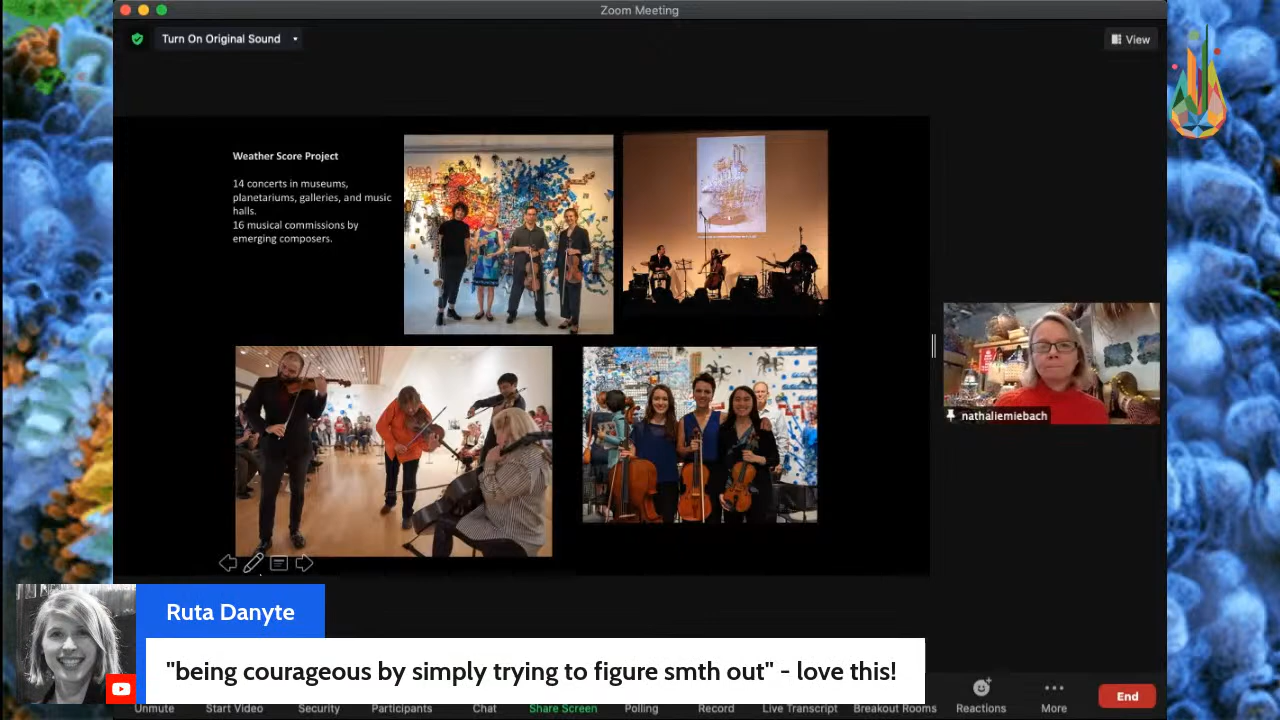 Zoom Meeting
Turn On Original Sound
View
Weather Score Project
14 concerts in museums,
planetariums, galleries, and music
halls.
16 musical commissions by
emerging composers.
nathaliemiebach
Ruta Danyte
"being courageous by simply trying to figure smth out" - love this!
Unmute
Start Video
Security
Participants
Chat
Share Screen
Polling
Record
Live Transcript
Breakout Rooms
Reactions
More
End